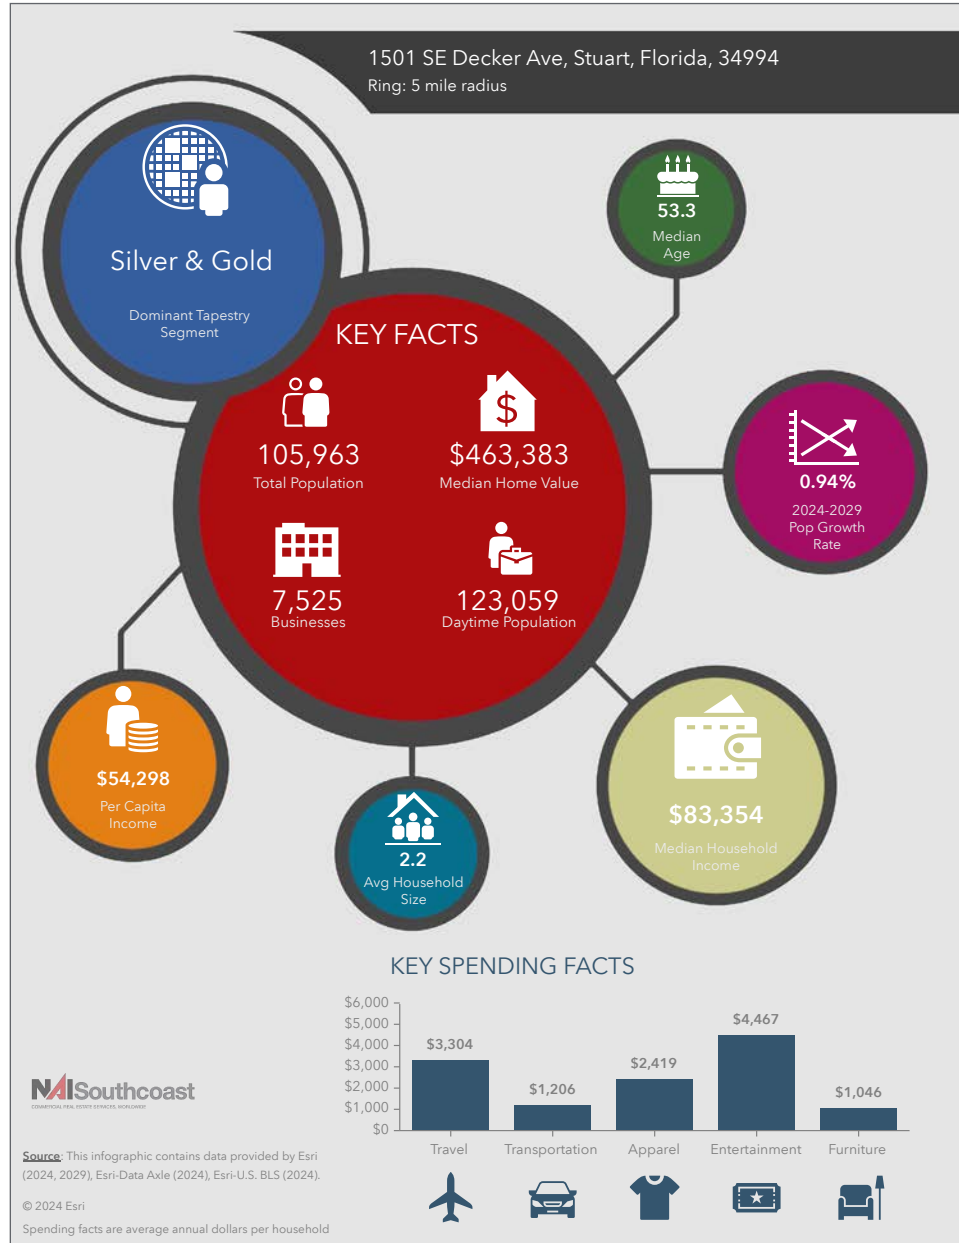 1501 SE Decker Ave, Stuart, Florida, 34994
Ring: 5 mile radius
Silver & Gold
Dominant Tapestry
Segment
53.3
Median
Age
KEY FACTS
$
105,963
Total Population
$463,383
Median Home Value
7,525
Businesses
123,059
Daytime Population
0.94%
2024-2029
Pop Growth
Rate
$54,298
Per Capita
Income
2.2
Avg Household
Size
$83,354
Median Household
Income
KEY SPENDING FACTS
$6,000
$5,000
$4,000
$3,000
$2,000
$1,000
$0
$3,304
$1,206
$2,419
$4,467
$1,046
Travel
Transportation
Apparel
Entertainment
Furniture
NAISouthcoast
COMMERCIAL REAL ESTATE SERVICES, WORLDWIDE
Source: This infographic contains data provided by Esri
(2024, 2029), Esri-Data Axle (2024), Esri-U.S. BLS (2024).
© 2024 Esri
Spending facts are average annual dollars per household